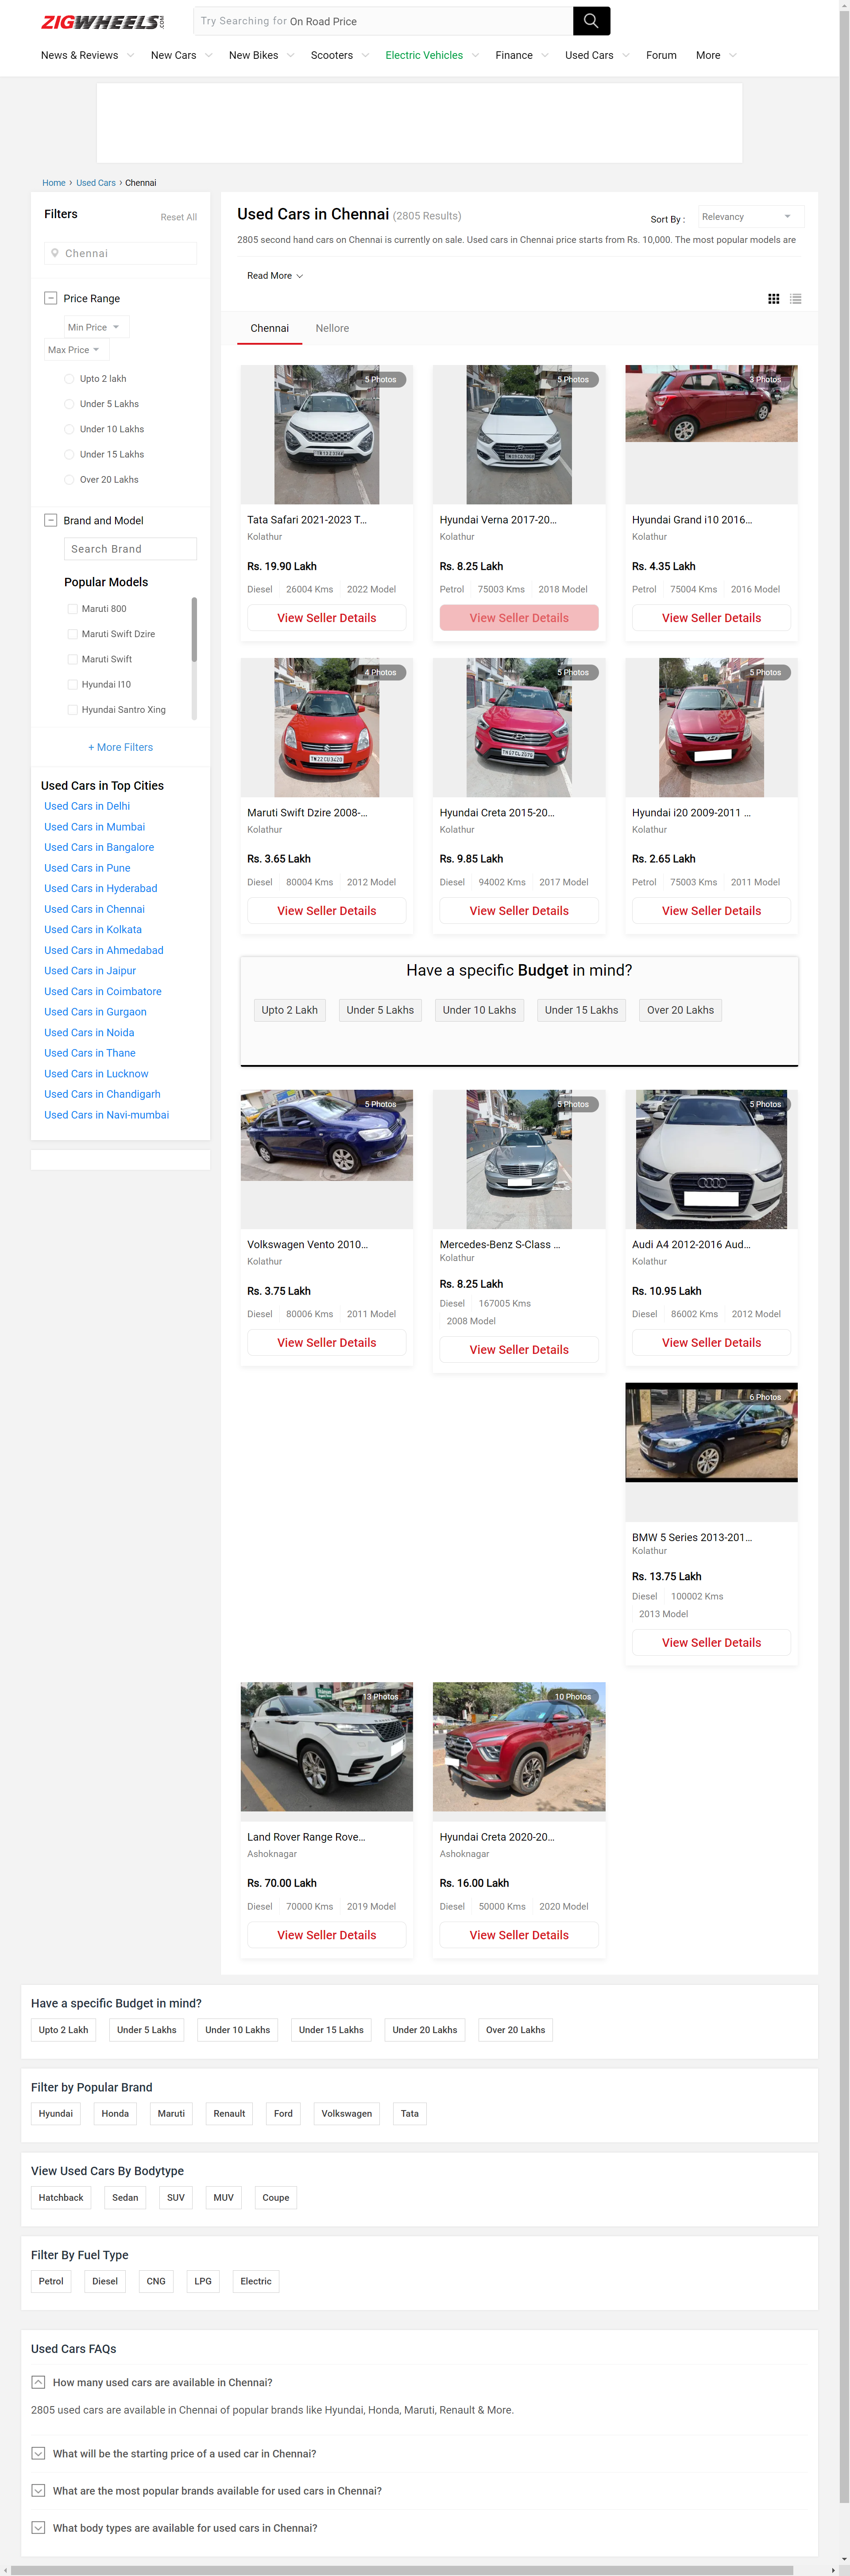 ZIGWHEELS.COM
Try Searching for On Road Price
News & Reviews New Cars New Bikes Scooters Electric Vehicles Finance Used Cars Forum More
Home › Used Cars › Chennai
Filters
Reset All
Chennai
Price Range
Min Price
Max Price
Upto 2 lakh
Under 5 Lakhs
Under 10 Lakhs
Under 15 Lakhs
Over 20 Lakhs
Brand and Model
Search Brand
Popular Models
Maruti 800
Maruti Swift Dzire
Maruti Swift
Hyundai I10
Hyundai Santro Xing
+ More Filters
Used Cars in Top Cities
Used Cars in Delhi
Used Cars in Mumbai
Used Cars in Bangalore
Used Cars in Pune
Used Cars in Hyderabad
Used Cars in Chennai
Used Cars in Kolkata
Used Cars in Ahmedabad
Used Cars in Jaipur
Used Cars in Coimbatore
Used Cars in Gurgaon
Used Cars in Noida
Used Cars in Thane
Used Cars in Lucknow
Used Cars in Chandigarh
Used Cars in Navi-mumbai
Used Cars in Chennai (2805 Results)
Sort By : Relevancy
2805 second hand cars on Chennai is currently on sale. Used cars in Chennai price starts from Rs. 10,000. The most popular models are
Read More
Chennai Nellore
5 Photos
Tata Safari 2021-2023 T...
Kolathur
Rs. 19.90 Lakh
Diesel 26004 Kms 2022 Model
View Seller Details
5 Photos
Hyundai Verna 2017-20...
Kolathur
Rs. 8.25 Lakh
Petrol 75003 Kms 2018 Model
View Seller Details
3 Photos
Hyundai Grand i10 2016...
Kolathur
Rs. 4.35 Lakh
Petrol 75004 Kms 2016 Model
View Seller Details
4 Photos
TN22CU3420
Maruti Swift Dzire 2008-...
Kolathur
Rs. 3.65 Lakh
Diesel 80004 Kms 2012 Model
View Seller Details
5 Photos
Hyundai Creta 2015-20...
Kolathur
Rs. 9.85 Lakh
Diesel 94002 Kms 2017 Model
View Seller Details
5 Photos
Hyundai i20 2009-2011 ...
Kolathur
Rs. 2.65 Lakh
Petrol 75003 Kms 2011 Model
View Seller Details
Have a specific Budget in mind?
Upto 2 Lakh Under 5 Lakhs Under 10 Lakhs Under 15 Lakhs Over 20 Lakhs
5 Photos
Volkswagen Vento 2010...
Kolathur
Rs. 3.75 Lakh
Diesel 80006 Kms 2011 Model
View Seller Details
5 Photos
Mercedes-Benz S-Class ...
Kolathur
Rs. 8.25 Lakh
Diesel 167005 Kms
2008 Model
View Seller Details
5 Photos
Audi A4 2012-2016 Aud...
Kolathur
Rs. 10.95 Lakh
Diesel 86002 Kms 2012 Model
View Seller Details
6 Photos
BMW 5 Series 2013-201...
Kolathur
Rs. 13.75 Lakh
Diesel 100002 Kms
2013 Model
View Seller Details
13 Photos
Land Rover Range Rove...
Ashoknagar
Rs. 70.00 Lakh
Diesel 70000 Kms 2019 Model
View Seller Details
10 Photos
Hyundai Creta 2020-20...
Ashoknagar
Rs. 16.00 Lakh
Diesel 50000 Kms 2020 Model
View Seller Details
Have a specific Budget in mind?
Upto 2 Lakh Under 5 Lakhs Under 10 Lakhs Under 15 Lakhs Under 20 Lakhs Over 20 Lakhs
Filter by Popular Brand
Hyundai Honda Maruti Renault Ford Volkswagen Tata
View Used Cars By Bodytype
Hatchback Sedan SUV MUV Coupe
Filter By Fuel Type
Petrol Diesel CNG LPG Electric
Used Cars FAQs
How many used cars are available in Chennai?
2805 used cars are available in Chennai of popular brands like Hyundai, Honda, Maruti, Renault & More.
What will be the starting price of a used car in Chennai?
What are the most popular brands available for used cars in Chennai?
What body types are available for used cars in Chennai?